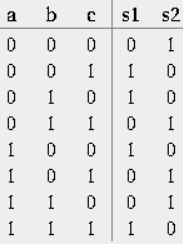 a b c s1 s2
0 0 0 0 1
0 0 1 1 0
0 1 0 1 0
0 1 1 0 1
1 0 0 1 0
1 0 1 0 1
1 1 0 0 1
1 1 1 1 0